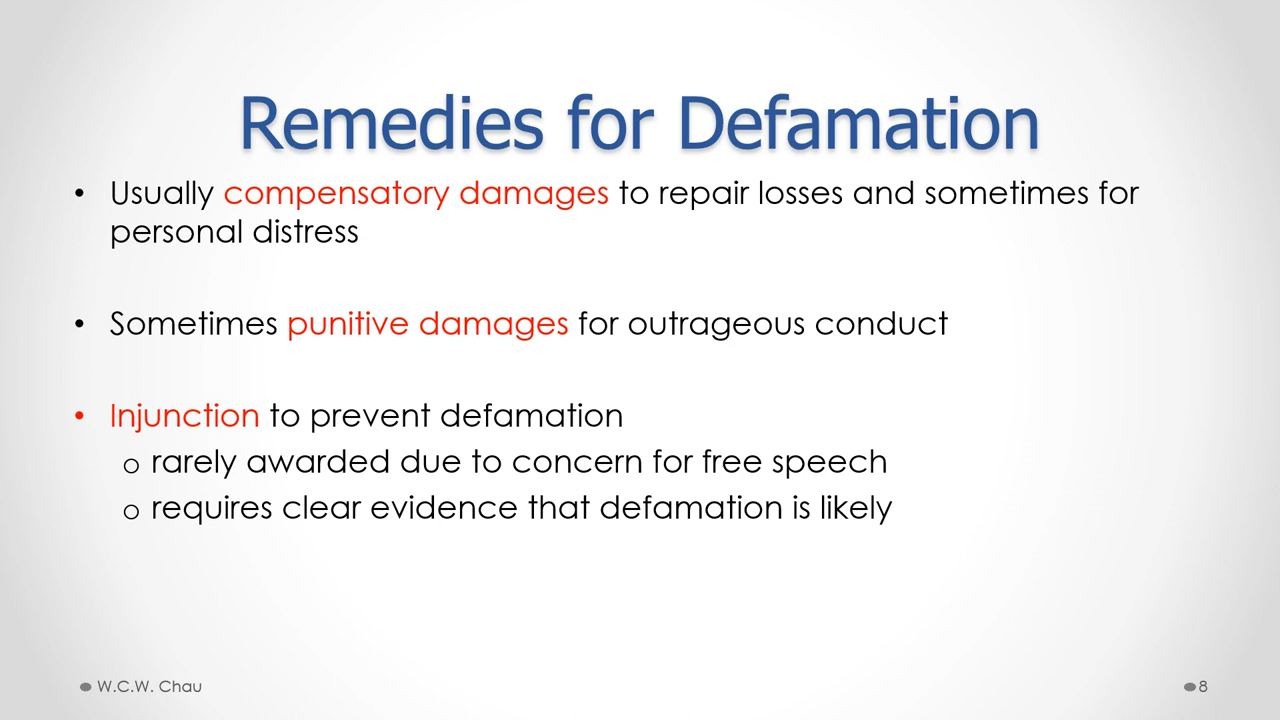 Remedies for Defamation
• Usually compensatory damages to repair losses and sometimes for
personal distress
• Sometimes punitive damages for outrageous conduct
• Injunction to prevent defamation
o rarely awarded due to concern for free speech
o requires clear evidence that defamation is likely
W.C.W. Chau
8